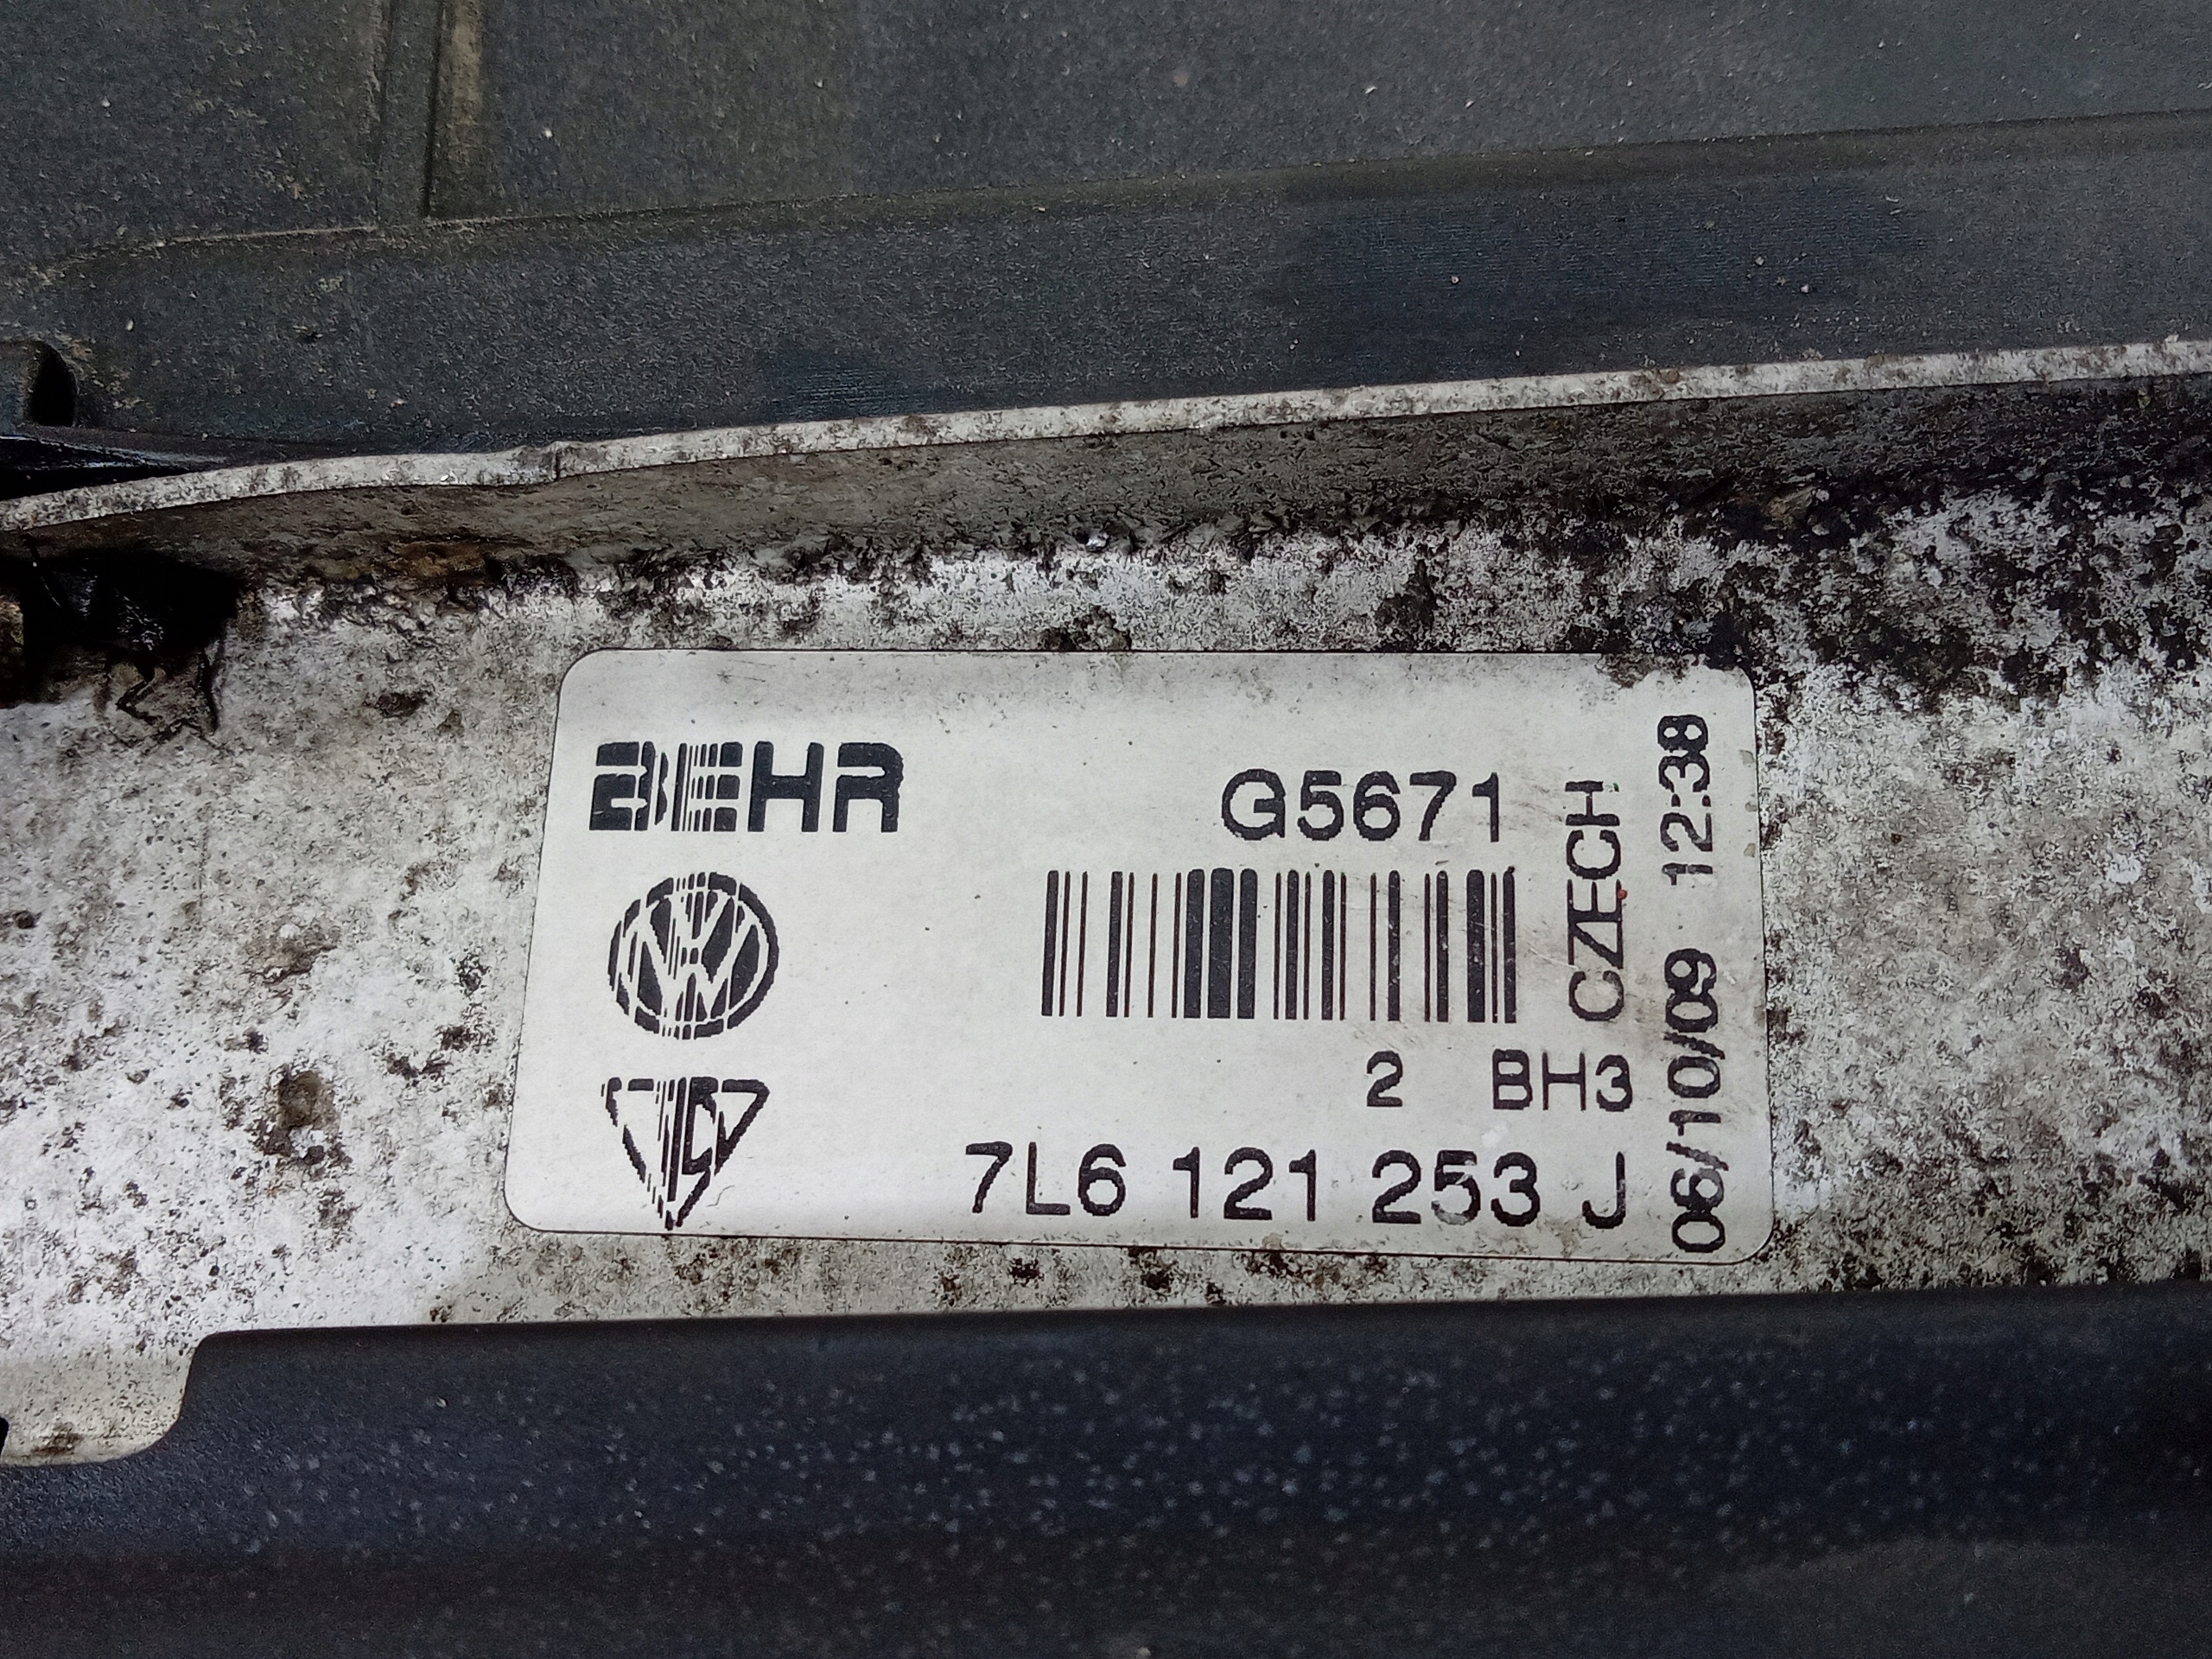 BEHR
G5671
2 BH3
7L6 121 253 J
CZECH
06/10/09 12:38